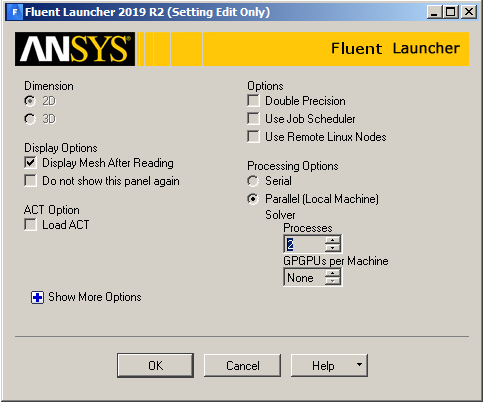 Fluent Launcher 2019 R2 (Setting Edit Only)
ANSYS
Fluent Launcher
Dimension
2D
3D
Display Options
Display Mesh After Reading
Do not show this panel again
ACT Option
Load ACT
Show More Options
Options
Double Precision
Use Job Scheduler
Use Remote Linux Nodes
Processing Options
Serial
Parallel (Local Machine)
Solver
Processes
2
GPGPUs per Machine
None
OK
Cancel
Help